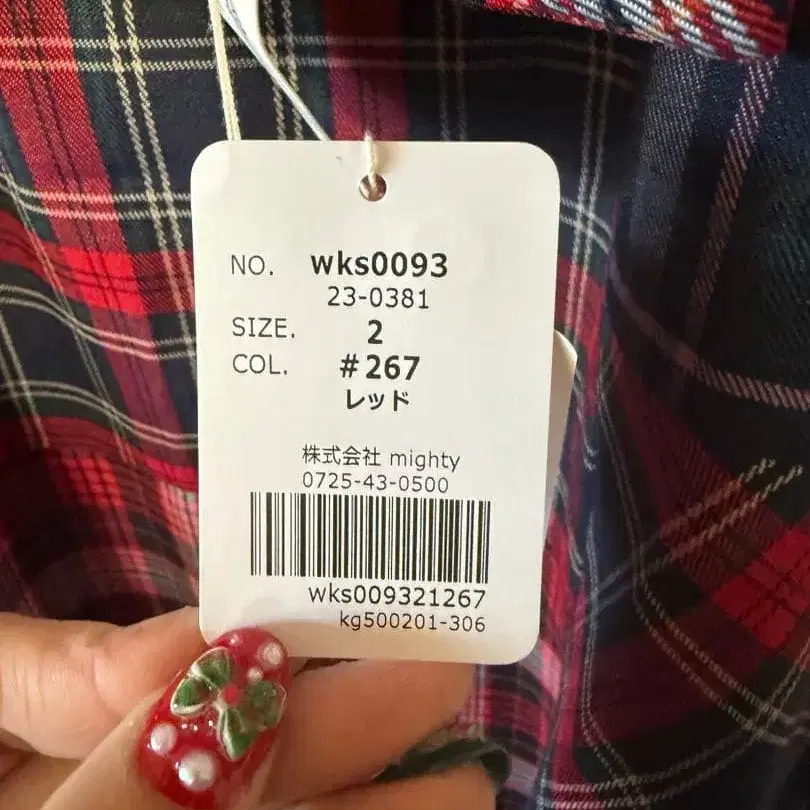 NO. wks0093
23-0381
SIZE. 2
COL. #267
レッド
株式会社 mighty
0725-43-0500
wks009321267
kg500201-306